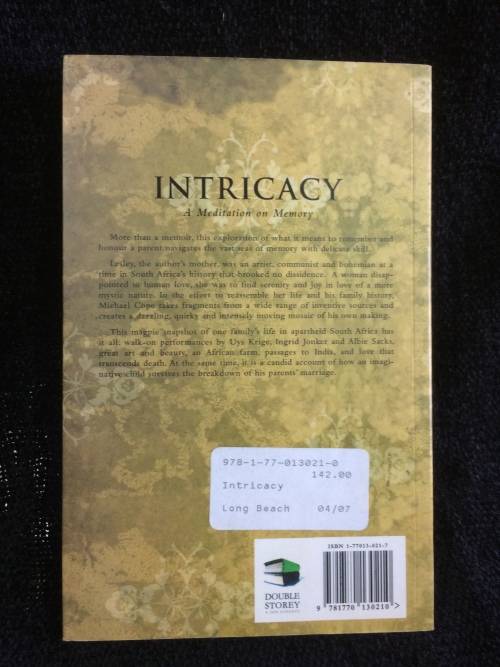 INTRICACY
A Meditation on Memory
More than a memoir, this exploration of what it means to remember and
honour a parent navigates the vast seas of memory with delicate skill.
Lesley, the author's mother, was an artist, communist and bohemian at a
time in South Africa's history that brooked no dissidence. A woman disap-
pointed in human love, she was to find serenity and joy in love of a more
mystic nature. In the effort to reassemble her life and his family history,
Michael Cope takes fragments from a wide range of inventive sources and
creates a dazzling, quirky and intensely moving mosaic of his own making.
This magpie snapshot of one family's life in apartheid South Africa has
it all: walk-on performances by Uys Krige, Ingrid Jonker and Albie Sacks,
great art and beauty, an African farm, passages to India, and love that
transcends death. At the same time, it is a candid account of how an imagi-
native child survives the breakdown of his parents' marriage.
978-1-77-013021-0
142.00
Intricacy
Long Beach 04/07
ISBN 1-77013-021-7
DOUBLE
STOREY
9 781770 130210 >